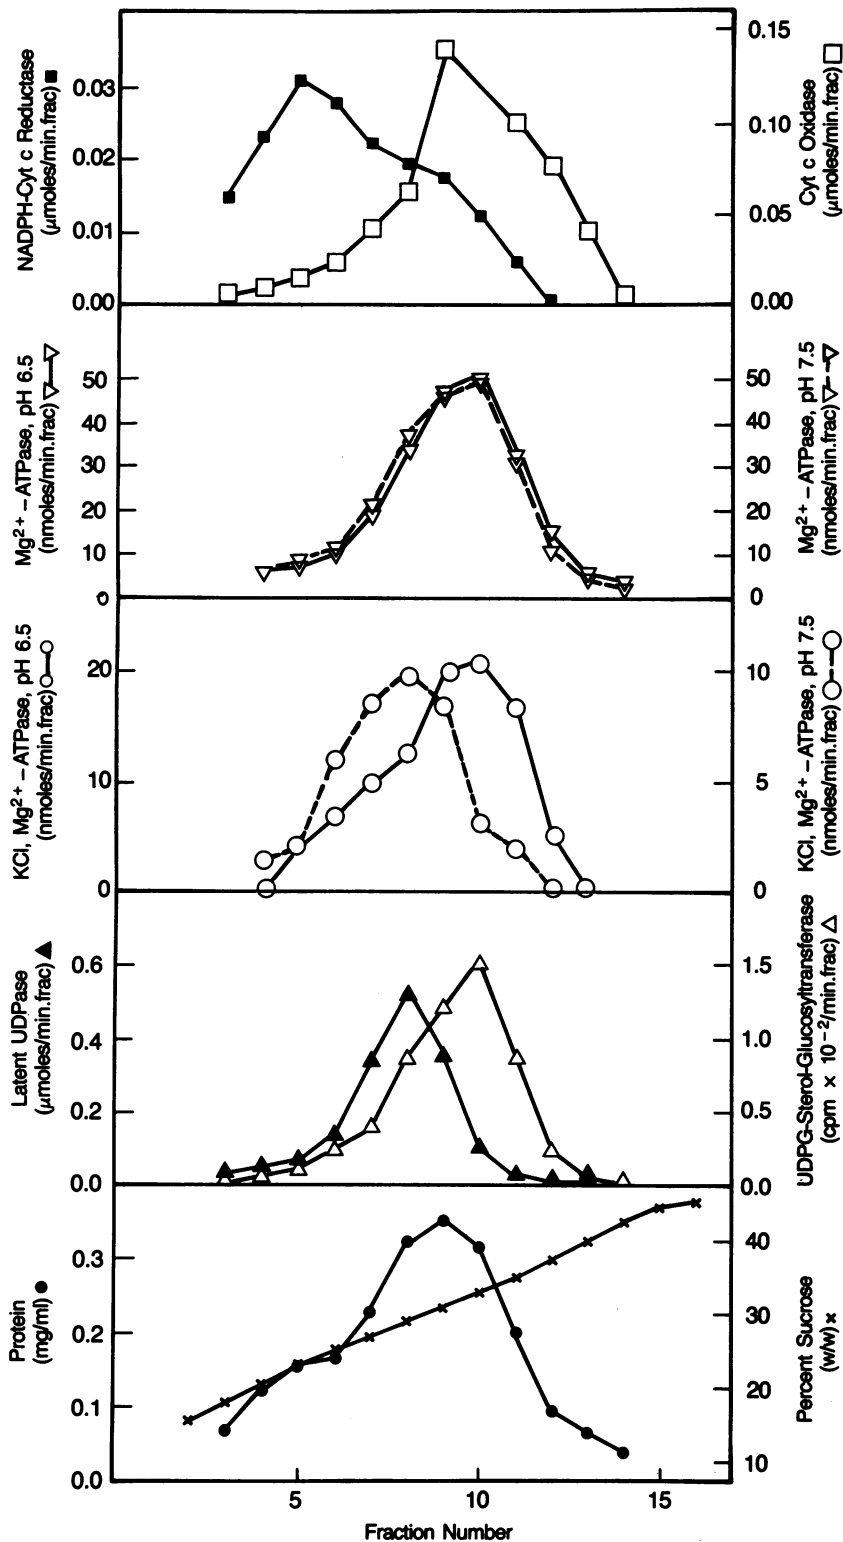 NADPH-Cyt c Reductase
(μmoles/min.frac) ■
0.03
0.02
0.01
0.00
0.15
0.10
0.05
0.00
Cyt c Oxidase □
(μmoles/min.frac)
Mg²⁺ – ATPase, pH 6.5
(nmoles/min.frac) ▽—▽
50
40
30
20
10
0
50
40
30
20
10
0
Mg²⁺ – ATPase, pH 7.5
(nmoles/min.frac) ▽--▽
KCl, Mg²⁺ – ATPase, pH 6.5
(nmoles/min.frac) ○—○
20
10
0
10
5
0
KCl, Mg²⁺ – ATPase, pH 7.5
(nmoles/min.frac) ○--○
Latent UDPase
(μmoles/min.frac) ▲
0.6
0.4
0.2
0.0
1.5
1.0
0.5
0.0
UDPG-Sterol-Glucosyltransferase
(cpm × 10⁻²/min.frac) △
Protein
(mg/ml) ●
0.3
0.2
0.1
0.0
40
30
20
10
Percent Sucrose
(w/w) ×
5 10 15
Fraction Number